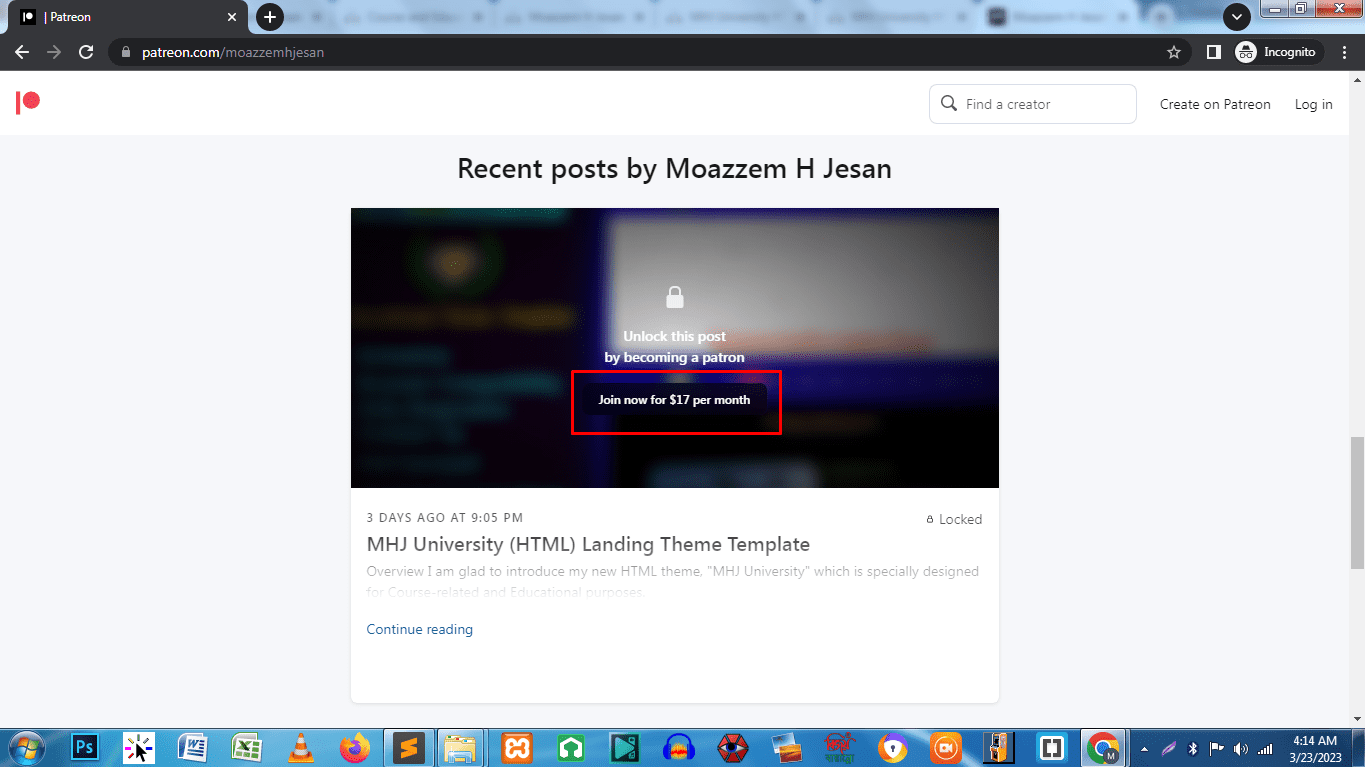 | Patreon
patreon.com/moazzemhjesan
Incognito
Find a creator
Create on Patreon
Log in
Recent posts by Moazzem H Jesan
Unlock this post
by becoming a patron
Join now for $17 per month
3 DAYS AGO AT 9:05 PM
Locked
MHJ University (HTML) Landing Theme Template
Overview I am glad to introduce my new HTML theme, "MHJ University" which is specially designed
for Course-related and Educational purposes.
Continue reading
Ps
M
4:14 AM
3/23/2023